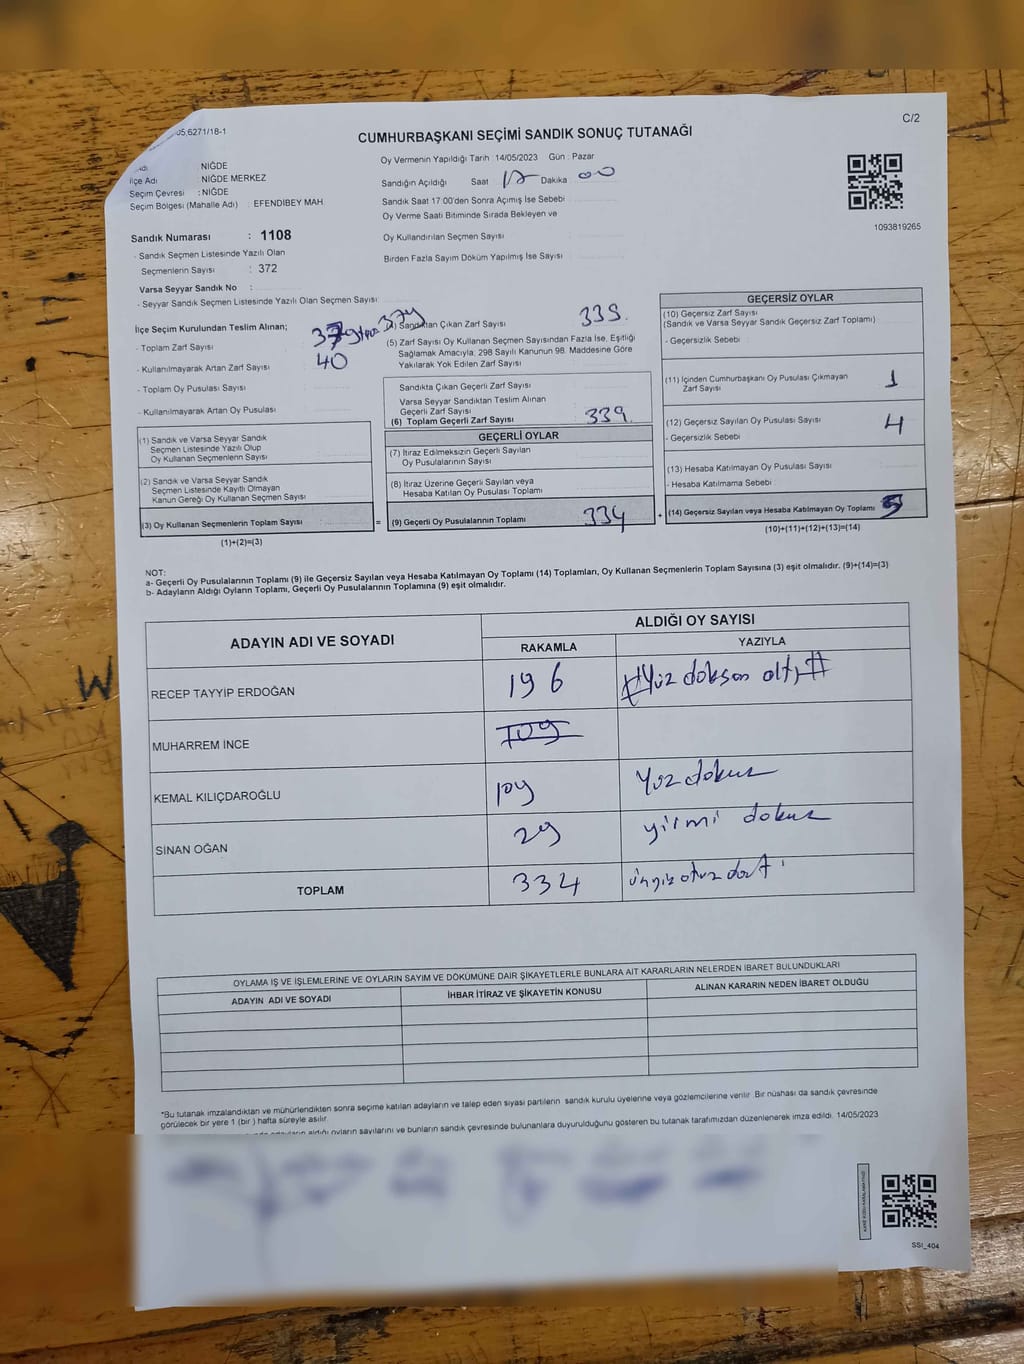 05.6271/18-1
C/2
CUMHURBAŞKANI SEÇİMİ SANDIK SONUÇ TUTANAĞI
NİĞDE
İlçe Adı NİĞDE MERKEZ
Seçim Çevresi : NİĞDE
Seçim Bölgesi (Mahalle Adı) : EFENDİBEY MAH.
Oy Vermenin Yapıldığı Tarih : 14/05/2023 Gün : Pazar
Sandığın Açıldığı Saat 17 Dakika 00
Sandık Saat 17.00'den Sonra Açımış İse Sebebi
Oy Verme Saati Bitiminde Sırada Bekleyen ve
Oy Kullandırılan Seçmen Sayısı
Birden Fazla Sayım Döküm Yapılmış İse Sayısı
1093819265
Sandık Numarası : 1108
- Sandık Seçmen Listesinde Yazılı Olan
Seçmenlerin Sayısı : 372
Varsa Seyyar Sandık No :
- Seyyar Sandık Seçmen Listesinde Yazılı Olan Seçmen Sayısı:
İlçe Seçim Kurulundan Teslim Alınan;
- Toplam Zarf Sayısı 379
- Kullanılmayarak Artan Zarf Sayısı 40
- Toplam Oy Pusulası Sayısı
- Kullanılmayarak Artan Oy Pusulası
(4) Sandıktan Çıkan Zarf Sayısı 339.
(5) Zarf Sayısı Oy Kullanan Seçmen Sayısından Fazla İse, Eşitliği
Sağlamak Amacıyla, 298 Sayılı Kanunun 98. Maddesine Göre
Yakılarak Yok Edilen Zarf Sayısı
Sandıkta Çıkan Geçerli Zarf Sayısı
Varsa Seyyar Sandıktan Teslim Alınan
Geçerli Zarf Sayısı
(6) Toplam Geçerli Zarf Sayısı 339.
GEÇERSİZ OYLAR
(10) Geçersiz Zarf Sayısı
(Sandık ve Varsa Seyyar Sandık Geçersiz Zarf Toplamı)
- Geçersizlik Sebebi
(11) İçinden Cumhurbaşkanı Oy Pusulası Çıkmayan
Zarf Sayısı 1
(12) Geçersiz Sayılan Oy Pusulası Sayısı 4
- Geçersizlik Sebebi
(13) Hesaba Katılmayan Oy Pusulası Sayısı
- Hesaba Katılmama Sebebi
(14) Geçersiz Sayılan veya Hesaba Katılmayan Oy Toplamı 5
(10)+(11)+(12)+(13)=(14)
(1) Sandık ve Varsa Seyyar Sandık
Seçmen Listesinde Yazılı Olup
Oy Kullanan Seçmenlerin Sayısı
(2) Sandık ve Varsa Seyyar Sandık
Seçmen Listesinde Kayıtlı Olmayan
Kanun Gereği Oy Kullanan Seçmen Sayısı
(3) Oy Kullanan Seçmenlerin Toplam Sayısı =
(1)+(2)=(3)
GEÇERLİ OYLAR
(7) İtiraz Edilmeksizin Geçerli Sayılan
Oy Pusulalarının Sayısı
(8) İtiraz Üzerine Geçerli Sayılan veya
Hesaba Katılan Oy Pusulası Toplamı
(9) Geçerli Oy Pusulalarının Toplamı 334 +
NOT:
a- Geçerli Oy Pusulalarının Toplamı (9) ile Geçersiz Sayılan veya Hesaba Katılmayan Oy Toplamı (14) Toplamları, Oy Kullanan Seçmenlerin Toplam Sayısına (3) eşit olmalıdır. (9)+(14)=(3)
b- Adayların Aldığı Oyların Toplamı, Geçerli Oy Pusulalarının Toplamına (9) eşit olmalıdır.
ADAYIN ADI VE SOYADI ALDIĞI OY SAYISI
RAKAMLA YAZIYLA
RECEP TAYYİP ERDOĞAN 196 #Yüz doksan altı#
MUHARREM İNCE 109
KEMAL KILIÇDAROĞLU 109 Yüz dokuz
SİNAN OĞAN 29 yirmi dokuz
TOPLAM 334 üçyüz otuz dört
OYLAMA İŞ VE İŞLEMLERİNE VE OYLARIN SAYIM VE DÖKÜMÜNE DAİR ŞİKAYETLERLE BUNLARA AİT KARARLARIN NELERDEN İBARET BULUNDUKLARI
ADAYIN ADI VE SOYADI İHBAR İTİRAZ VE ŞİKAYETİN KONUSU ALINAN KARARIN NEDEN İBARET OLDUĞU
*Bu tutanak imzalandıktan ve mühürlendikten sonra seçime katılan adayların ve talep eden siyasi partilerin sandık kurulu üyelerine veya gözlemcilerine verilir. Bir nüshası da sandık çevresinde
görülecek bir yere 1 (bir ) hafta süreyle asılır.
adayların aldığı oyların sayılarını ve bunların sandık çevresinde bulunanlara duyurulduğunu gösteren bu tutanak tarafımızdan düzenlenerek imza edildi. 14/05/2023
SSI_404